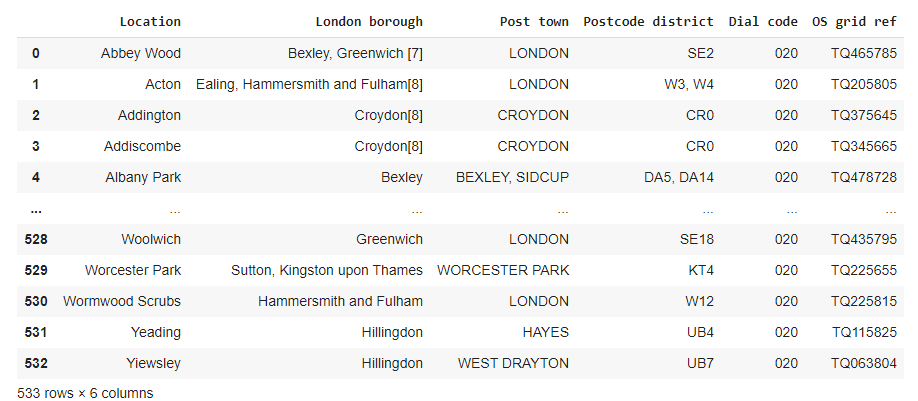 Location London borough Post town Postcode district Dial code OS grid ref
0 Abbey Wood Bexley, Greenwich [7] LONDON SE2 020 TQ465785
1 Acton Ealing, Hammersmith and Fulham[8] LONDON W3, W4 020 TQ205805
2 Addington Croydon[8] CROYDON CR0 020 TQ375645
3 Addiscombe Croydon[8] CROYDON CR0 020 TQ345665
4 Albany Park Bexley BEXLEY, SIDCUP DA5, DA14 020 TQ478728
... ... ... ... ... ... ...
528 Woolwich Greenwich LONDON SE18 020 TQ435795
529 Worcester Park Sutton, Kingston upon Thames WORCESTER PARK KT4 020 TQ225655
530 Wormwood Scrubs Hammersmith and Fulham LONDON W12 020 TQ225815
531 Yeading Hillingdon HAYES UB4 020 TQ115825
532 Yiewsley Hillingdon WEST DRAYTON UB7 020 TQ063804
533 rows × 6 columns